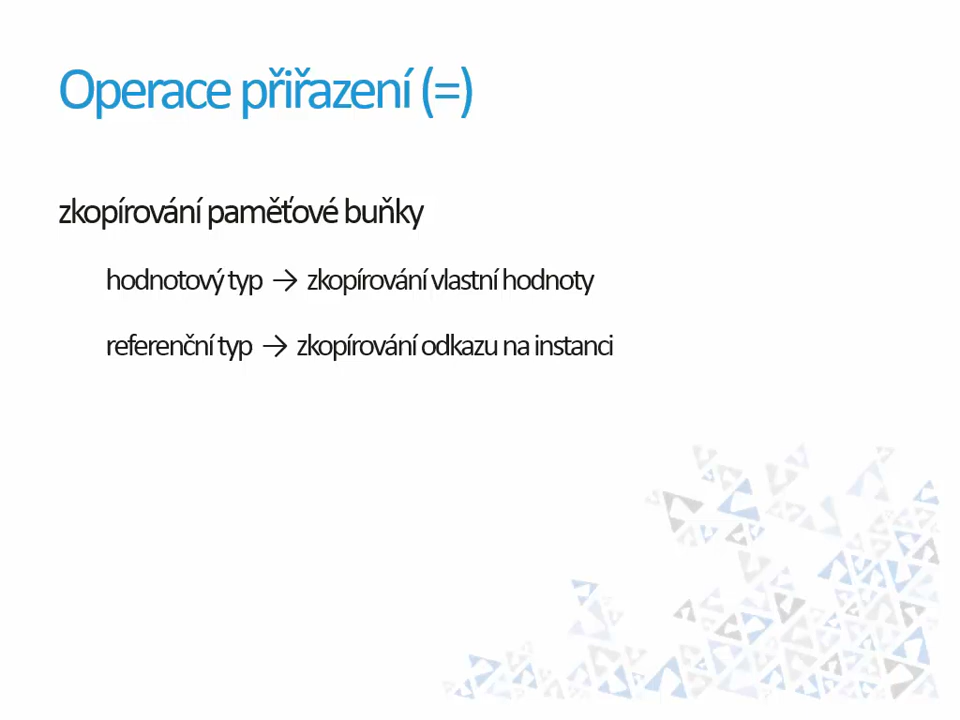 Operace přiřazení (=)
zkopírování paměťové buňky
hodnotový typ → zkopírování vlastní hodnoty
referenční typ → zkopírování odkazu na instanci